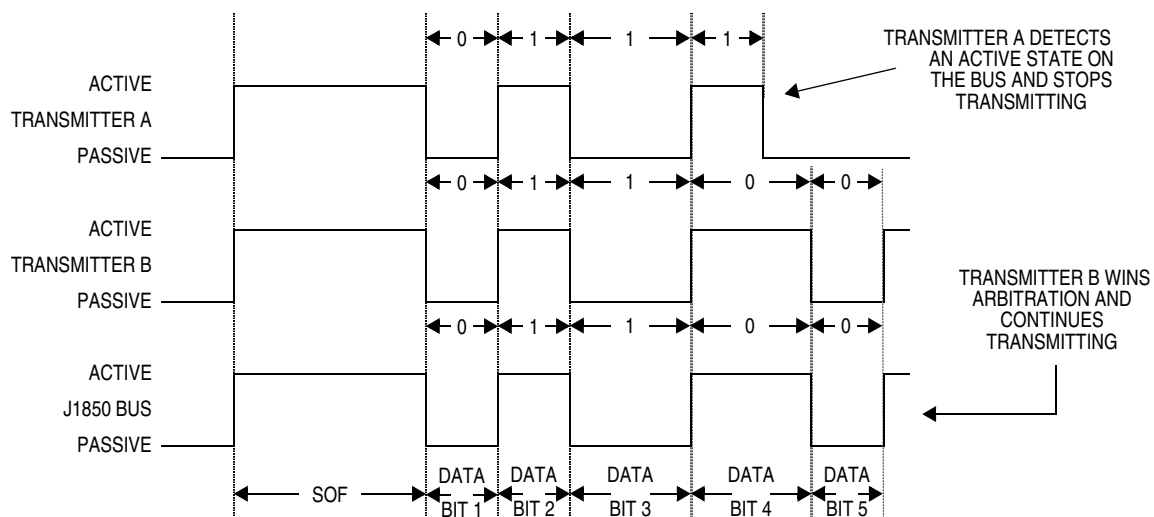 0 1 1 1
TRANSMITTER A DETECTS
AN ACTIVE STATE ON
THE BUS AND STOPS
TRANSMITTING
ACTIVE
TRANSMITTER A
PASSIVE
0 1 1 0 0
ACTIVE
TRANSMITTER B
PASSIVE
TRANSMITTER B WINS
ARBITRATION AND
CONTINUES
TRANSMITTING
0 1 1 0 0
ACTIVE
J1850 BUS
PASSIVE
SOF
DATA
BIT 1
DATA
BIT 2
DATA
BIT 3
DATA
BIT 4
DATA
BIT 5